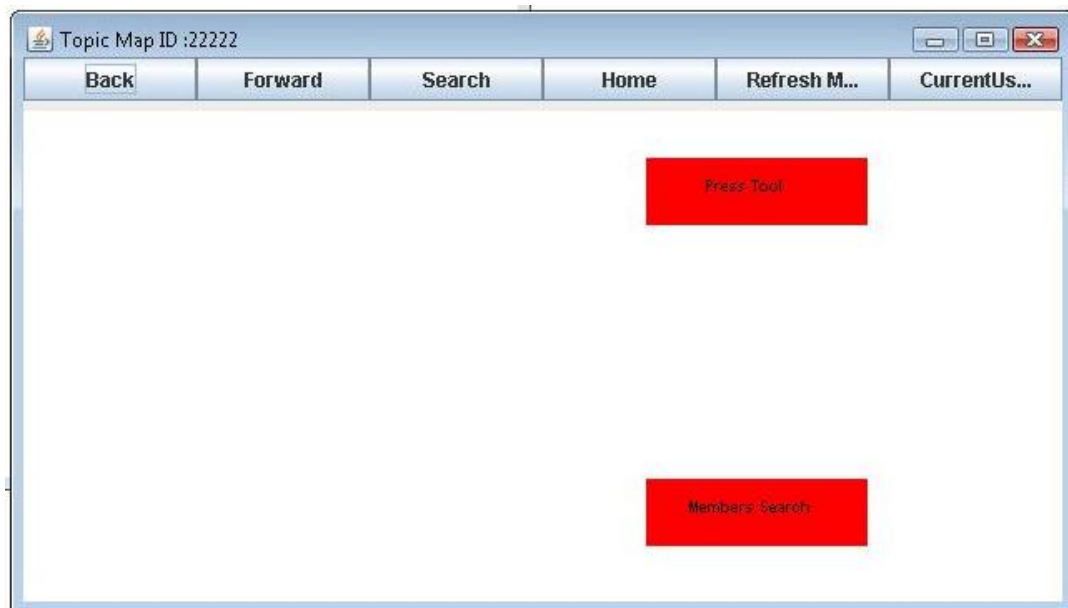 Topic Map ID :22222
Back Forward Search Home Refresh M... CurrentUs...
Press Tool
Members Search